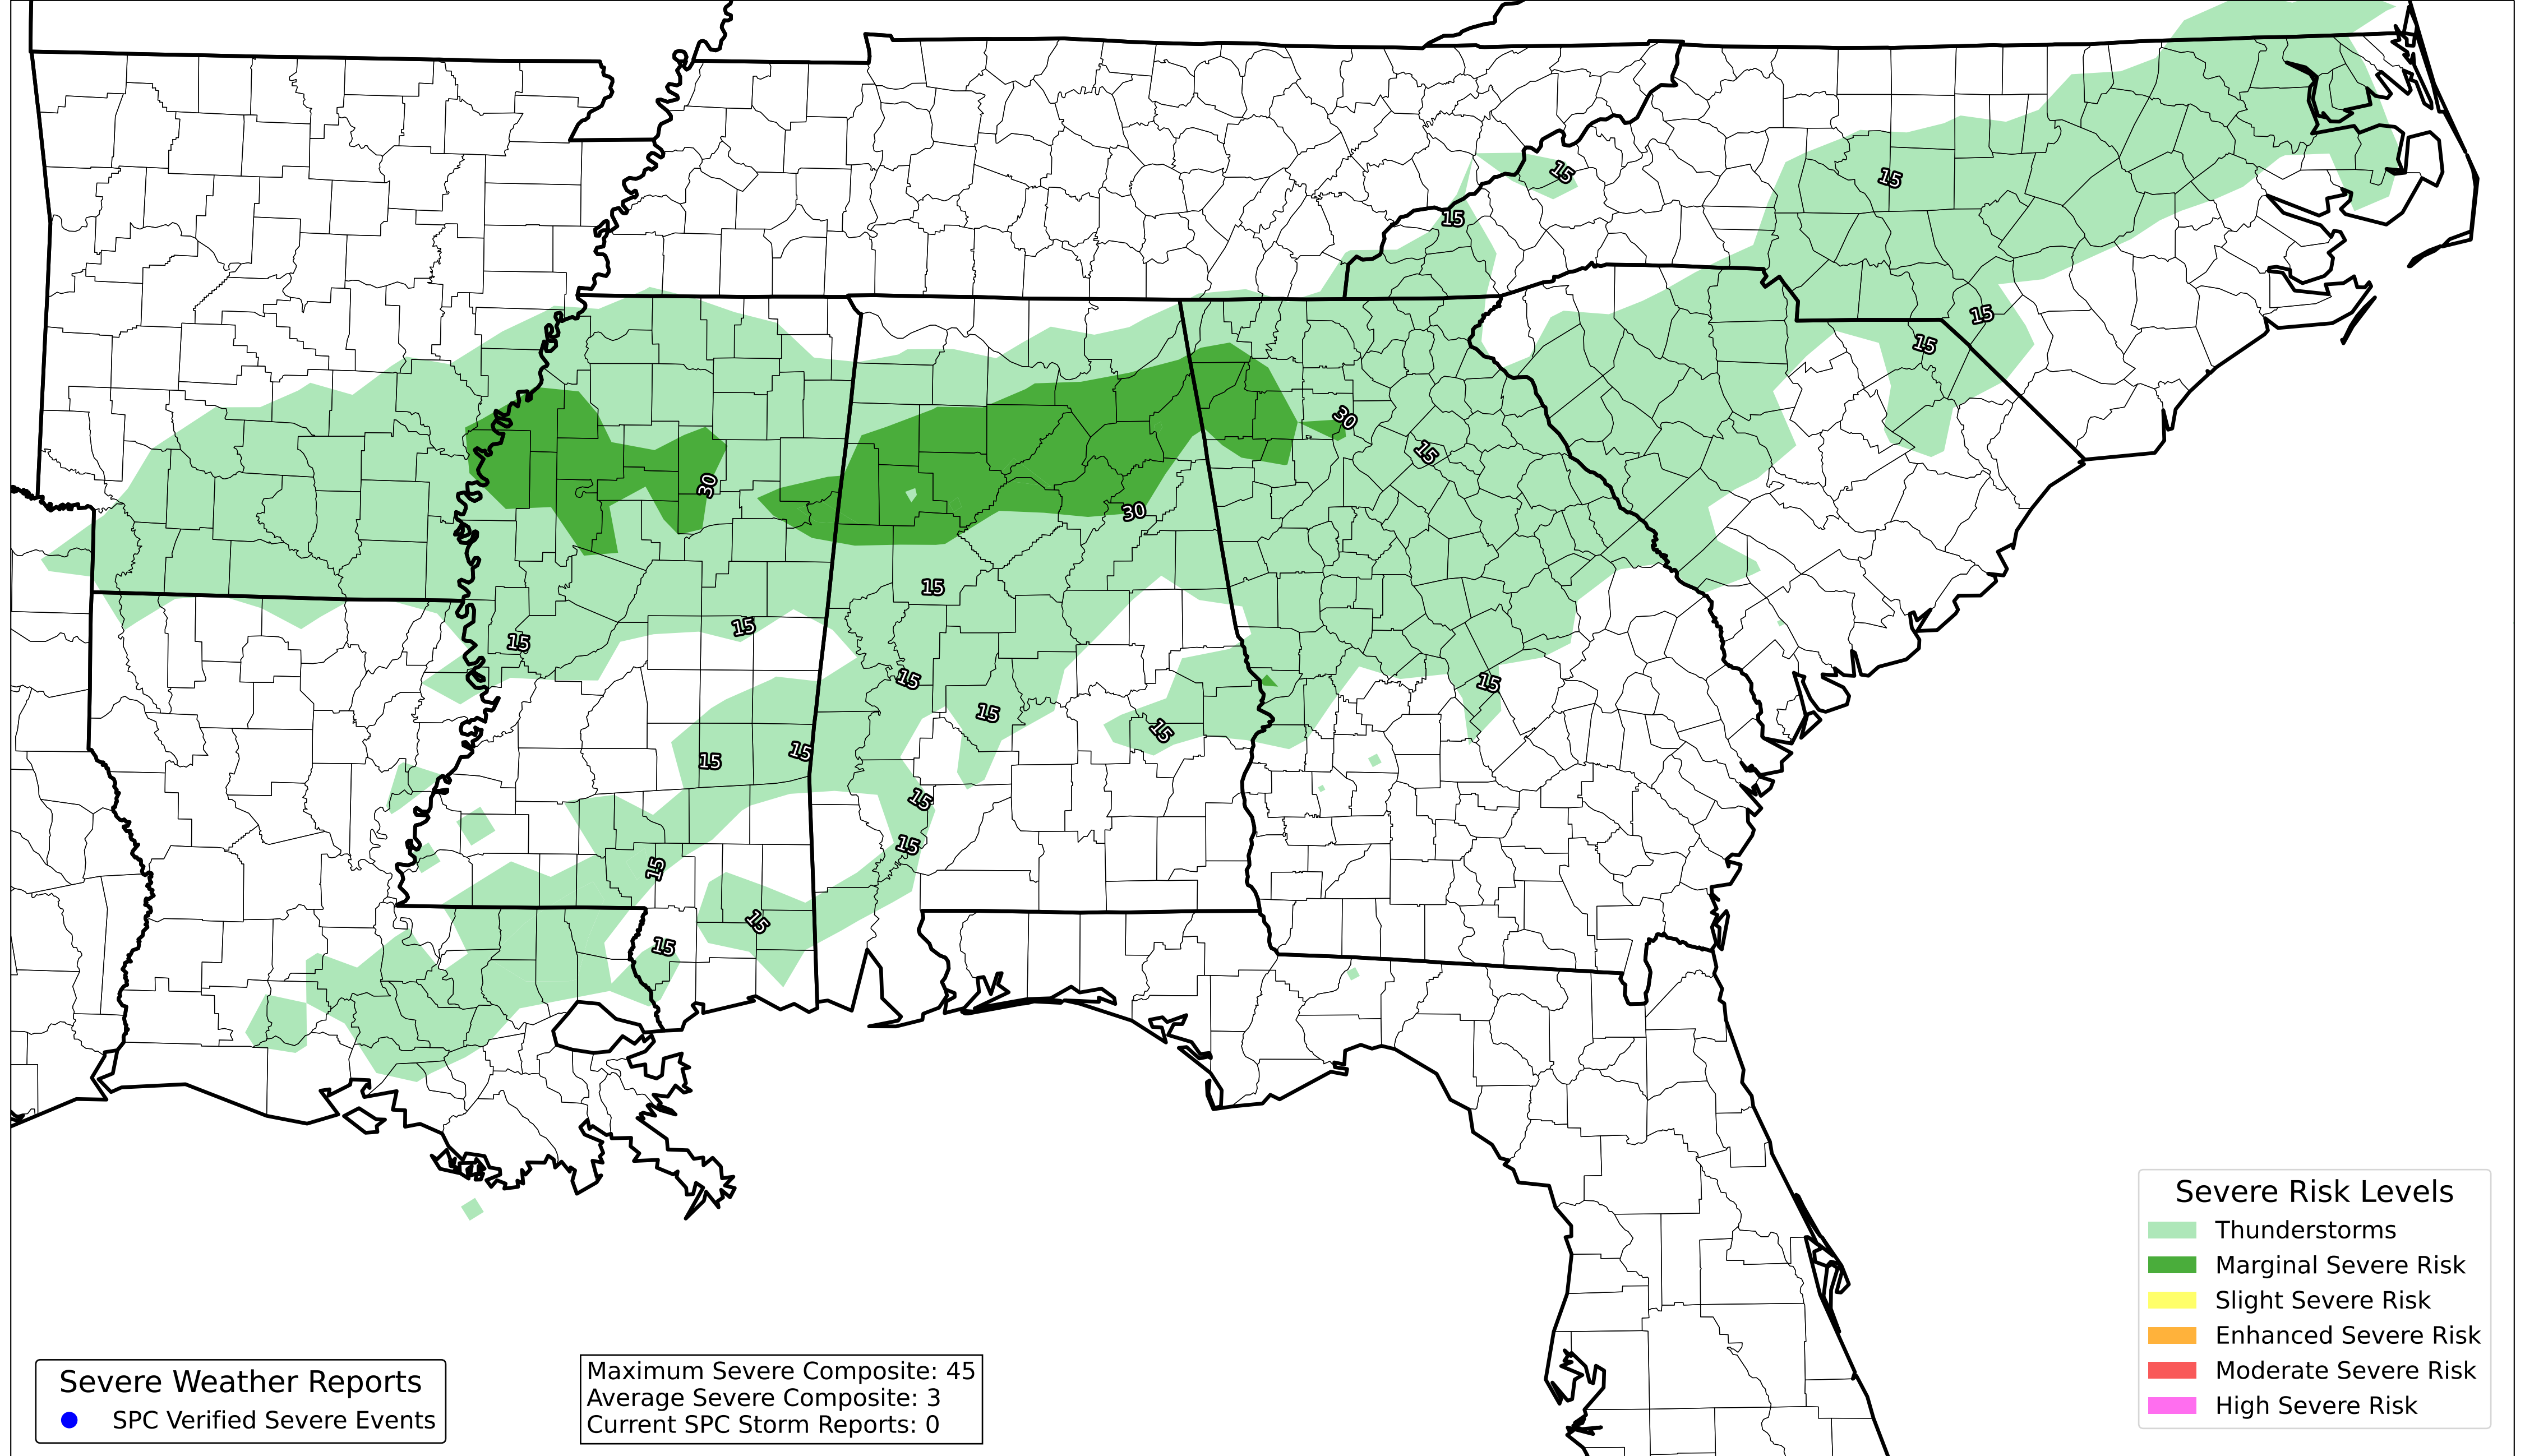 15
15
15
15
15
15
30
15
30
30
15
15
15
15
15
15
15
15
15
15
15
15
15
15
Severe Risk Levels
Thunderstorms
Marginal Severe Risk
Slight Severe Risk
Enhanced Severe Risk
Moderate Severe Risk
High Severe Risk
Severe Weather Reports
SPC Verified Severe Events
Maximum Severe Composite: 45
Average Severe Composite: 3
Current SPC Storm Reports: 0